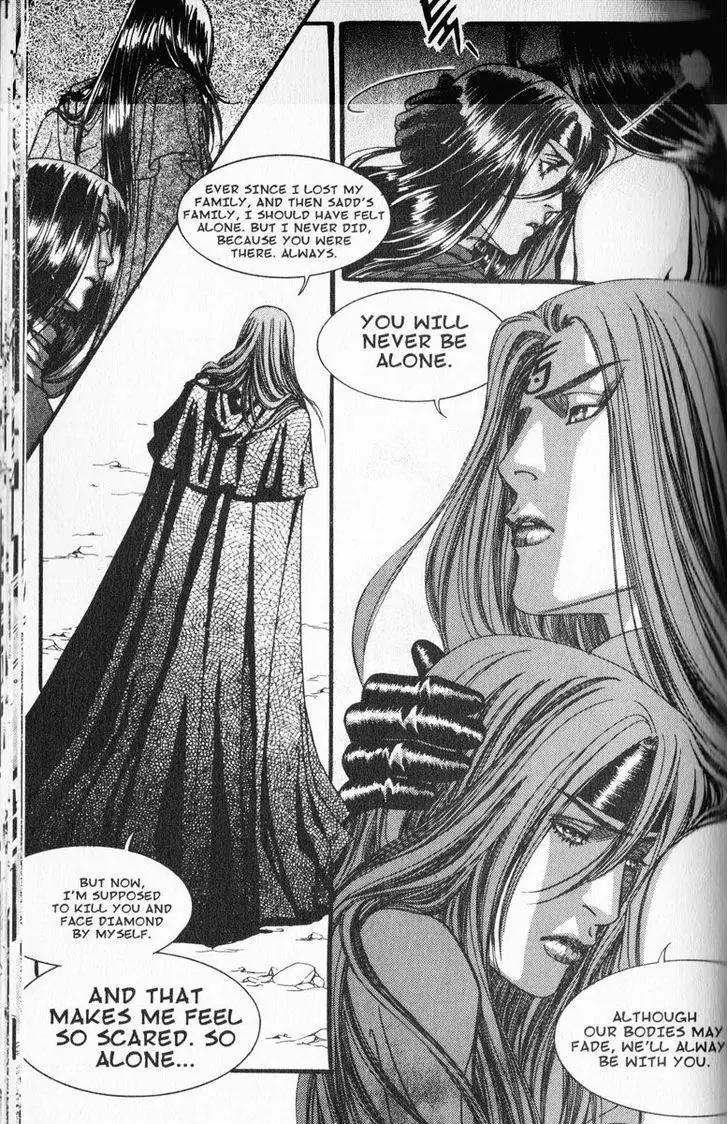 EVER SINCE I LOST MY
FAMILY, AND THEN SADD'S
FAMILY, I SHOULD HAVE FELT
ALONE. BUT I NEVER DID,
BECAUSE YOU WERE
THERE. ALWAYS.
YOU WILL
NEVER BE
ALONE.
BUT NOW,
I'M SUPPOSED
TO KILL YOU AND
FACE DIAMOND
BY MYSELF.
AND THAT
MAKES ME FEEL
SO SCARED. SO
ALONE...
ALTHOUGH
OUR BODIES MAY
FADE, WE'LL ALWAY
BE WITH YOU.